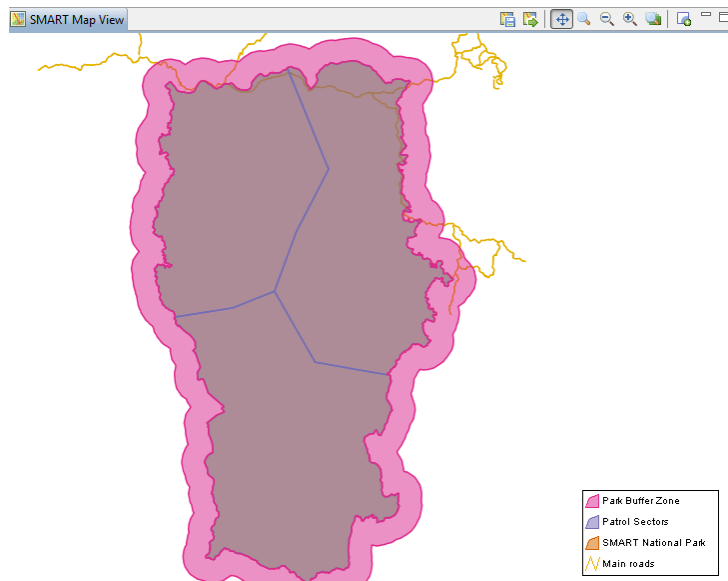 SMART Map View
Park Buffer Zone
Patrol Sectors
SMART National Park
Main roads